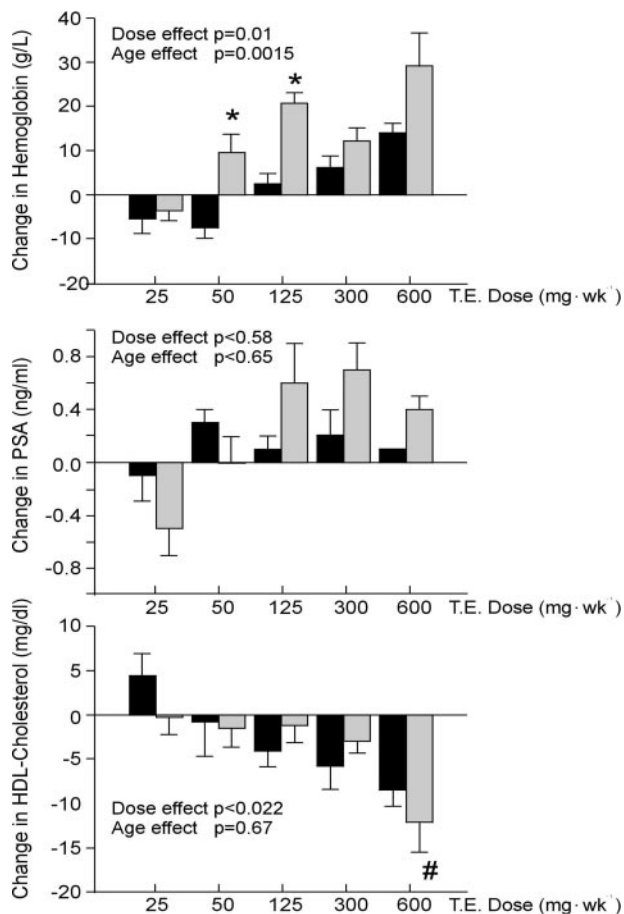 Change in Hemoglobin (g/L)
40
30
20
10
0
-10
-20
Dose effect p=0.01
Age effect p=0.0015
*
*
25 50 125 300 600 T.E. Dose (mg·wk
Change in PSA (ng/ml)
0.8
0.4
0.0
-0.4
-0.8
Dose effect p<0.58
Age effect p<0.65
25 50 125 300 600 T.E. Dose (mg·wk
Change in HDL-Cholesterol (mg/dl)
10
5
0
-5
-10
-15
-20
Dose effect p<0.022
Age effect p=0.67
#
25 50 125 300 600 T.E. Dose (mg·wk